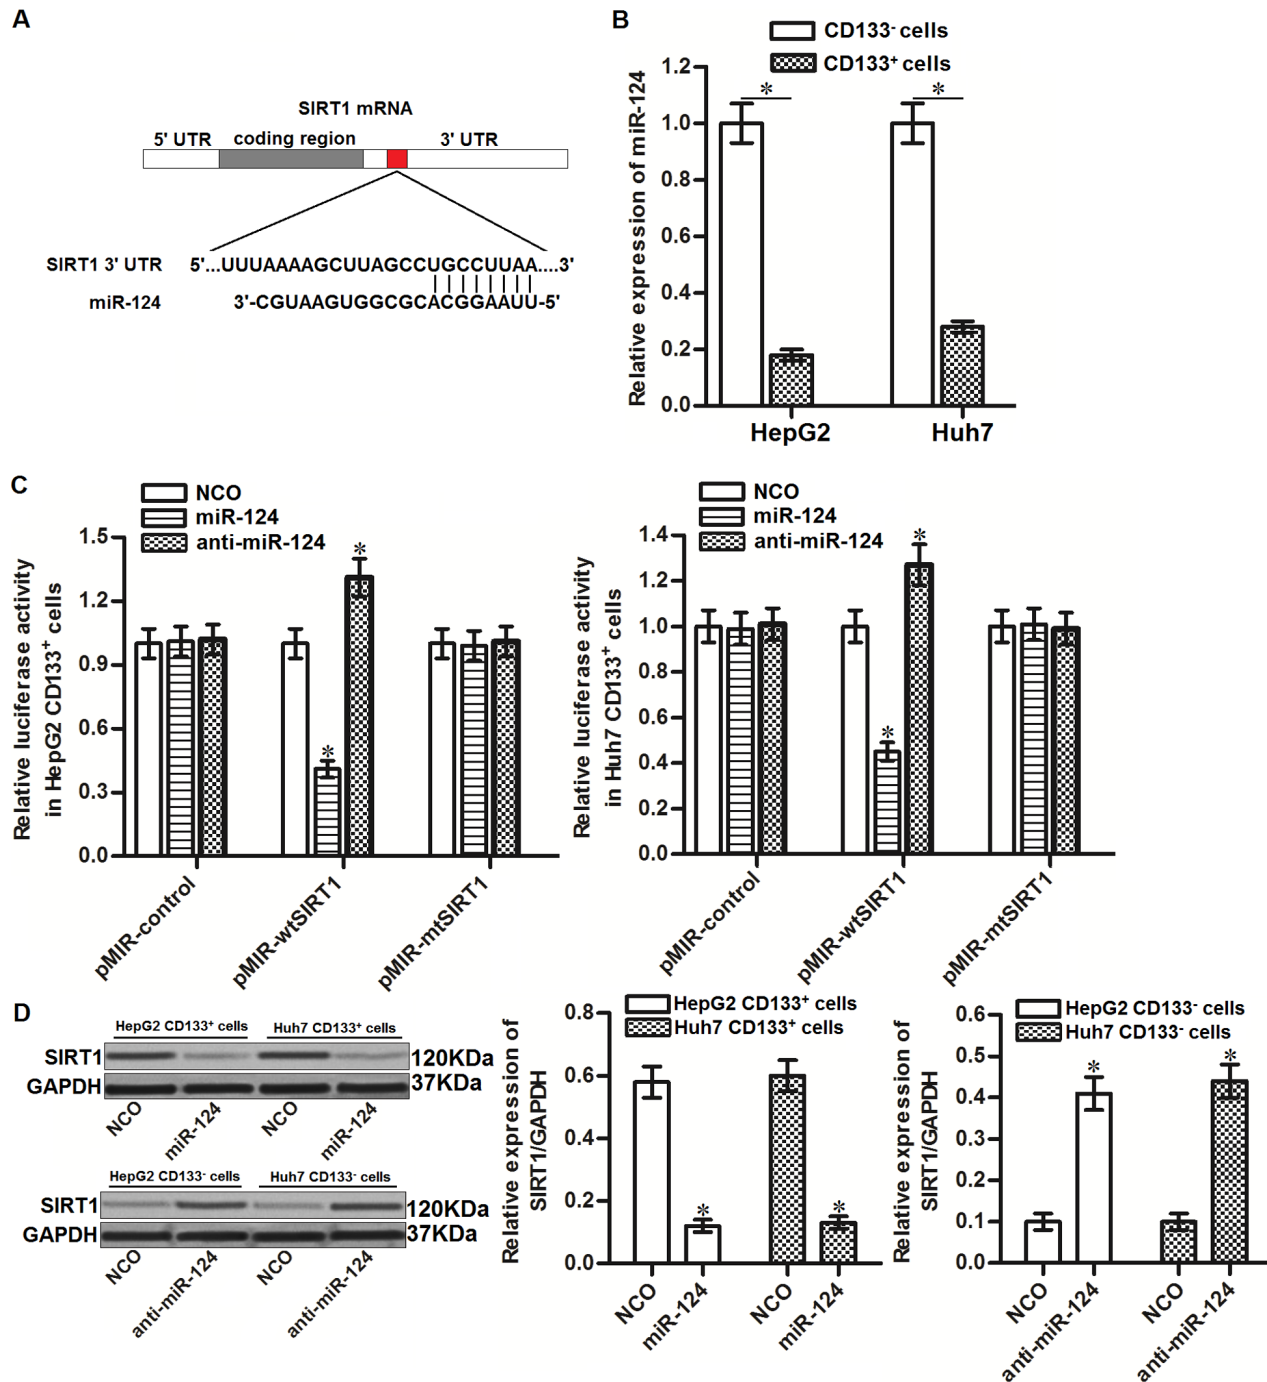 A
SIRT1 mRNA
5' UTR coding region 3' UTR
SIRT1 3' UTR 5'...UUUAAAAGCUUAGCCUGCCUUAA....3'
miR-124 3'-CGUAAGUGGCGCACGGAAUU-5'
B
CD133⁻ cells
CD133⁺ cells
Relative expression of miR-124
1.2
1.0
0.8
0.6
0.4
0.2
0.0
*
*
HepG2 Huh7
C
NCO
miR-124
anti-miR-124
Relative luciferase activity
in HepG2 CD133⁺ cells
1.5
1.2
0.9
0.6
0.3
0.0
*
*
pMIR-control
pMIR-wtSIRT1
pMIR-mtSIRT1
NCO
miR-124
anti-miR-124
Relative luciferase activity
in Huh7 CD133⁺ cells
1.4
1.2
1.0
0.8
0.6
0.4
0.2
0.0
*
*
pMIR-control
pMIR-wtSIRT1
pMIR-mtSIRT1
D
HepG2 CD133⁺ cells Huh7 CD133⁺ cells
SIRT1 120KDa
GAPDH 37KDa
NCO miR-124 NCO miR-124
HepG2 CD133⁻ cells Huh7 CD133⁻ cells
SIRT1 120KDa
GAPDH 37KDa
NCO anti-miR-124 NCO anti-miR-124
HepG2 CD133⁺ cells
Huh7 CD133⁺ cells
Relative expression of
SIRT1/GAPDH
0.8
0.6
0.4
0.2
0.0
*
*
NCO miR-124 NCO miR-124
HepG2 CD133⁻ cells
Huh7 CD133⁻ cells
Relative expression of
SIRT1/GAPDH
0.6
0.5
0.4
0.3
0.2
0.1
0.0
*
*
NCO anti-miR-124 NCO anti-miR-124